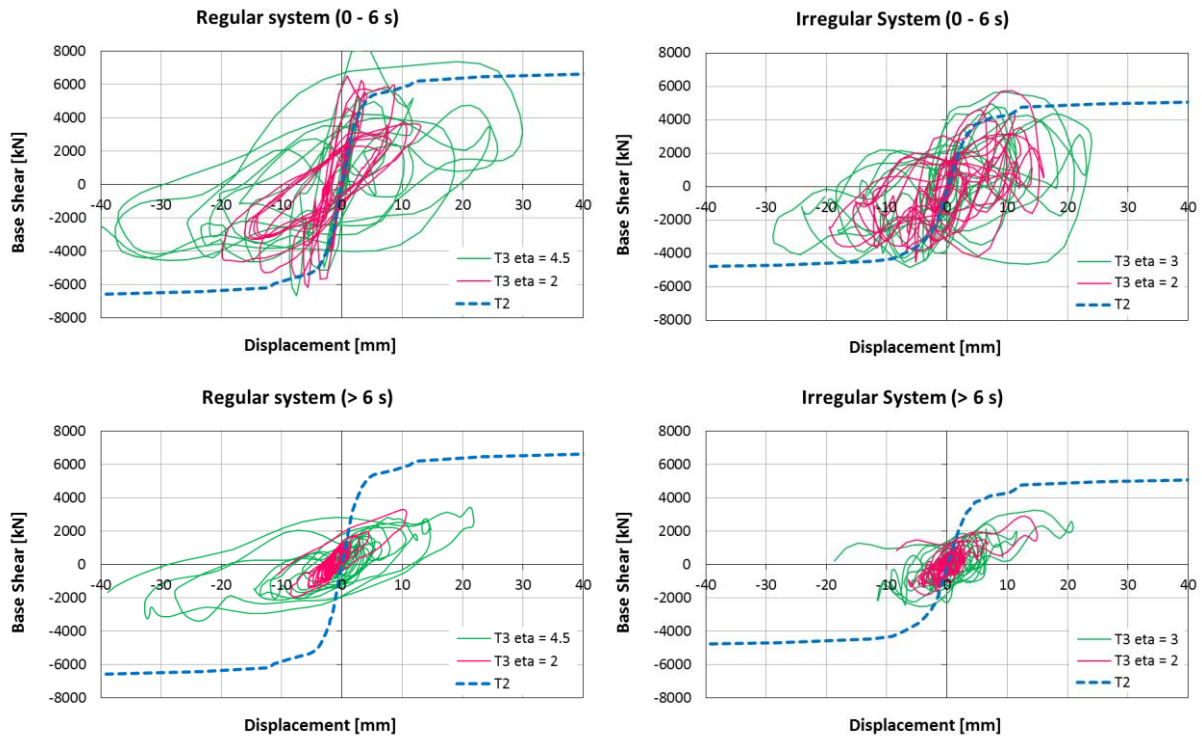 Regular system (0 - 6 s)
8000
6000
4000
2000
0
-2000
-4000
-6000
-8000
-40 -30 -20 -10 0 10 20 30 40
Base Shear [kN]
Displacement [mm]
T3 eta = 4.5
T3 eta = 2
T2
Irregular System (0 - 6 s)
8000
6000
4000
2000
0
-2000
-4000
-6000
-8000
-40 -30 -20 -10 0 10 20 30 40
Base Shear [kN]
Displacement [mm]
T3 eta = 3
T3 eta = 2
T2
Regular system (> 6 s)
8000
6000
4000
2000
0
-2000
-4000
-6000
-8000
-40 -30 -20 -10 0 10 20 30 40
Base Shear [kN]
Displacement [mm]
T3 eta = 4.5
T3 eta = 2
T2
Irregular System (> 6 s)
8000
6000
4000
2000
0
-2000
-4000
-6000
-8000
-40 -30 -20 -10 0 10 20 30 40
Base Shear [kN]
Displacement [mm]
T3 eta = 3
T3 eta = 2
T2